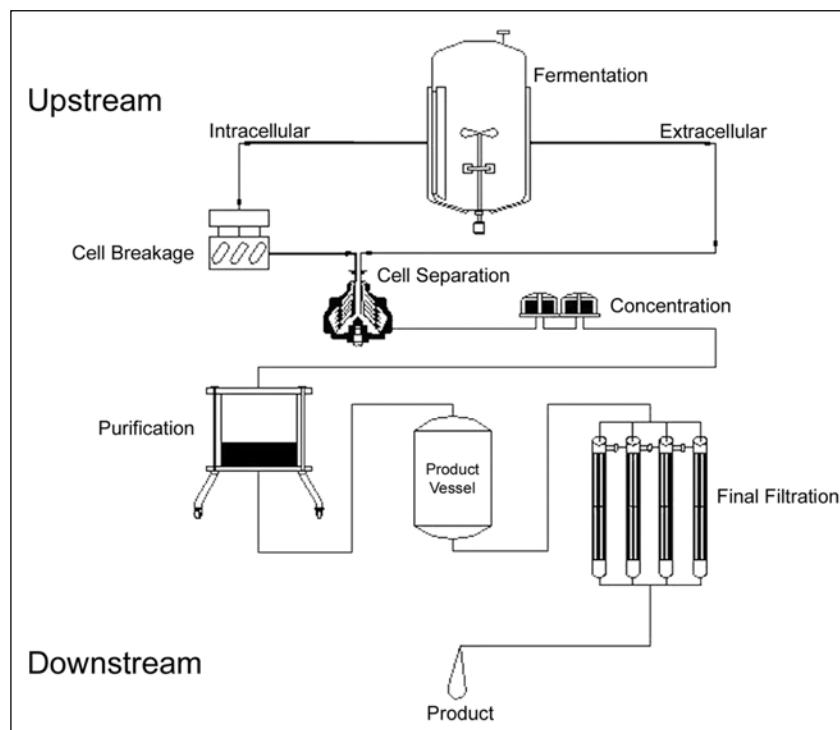 Fermentation
Upstream
Intracellular
Extracellular
Cell Breakage
Cell Separation
Concentration
Purification
Product
Vessel
Final Filtration
Downstream
Product